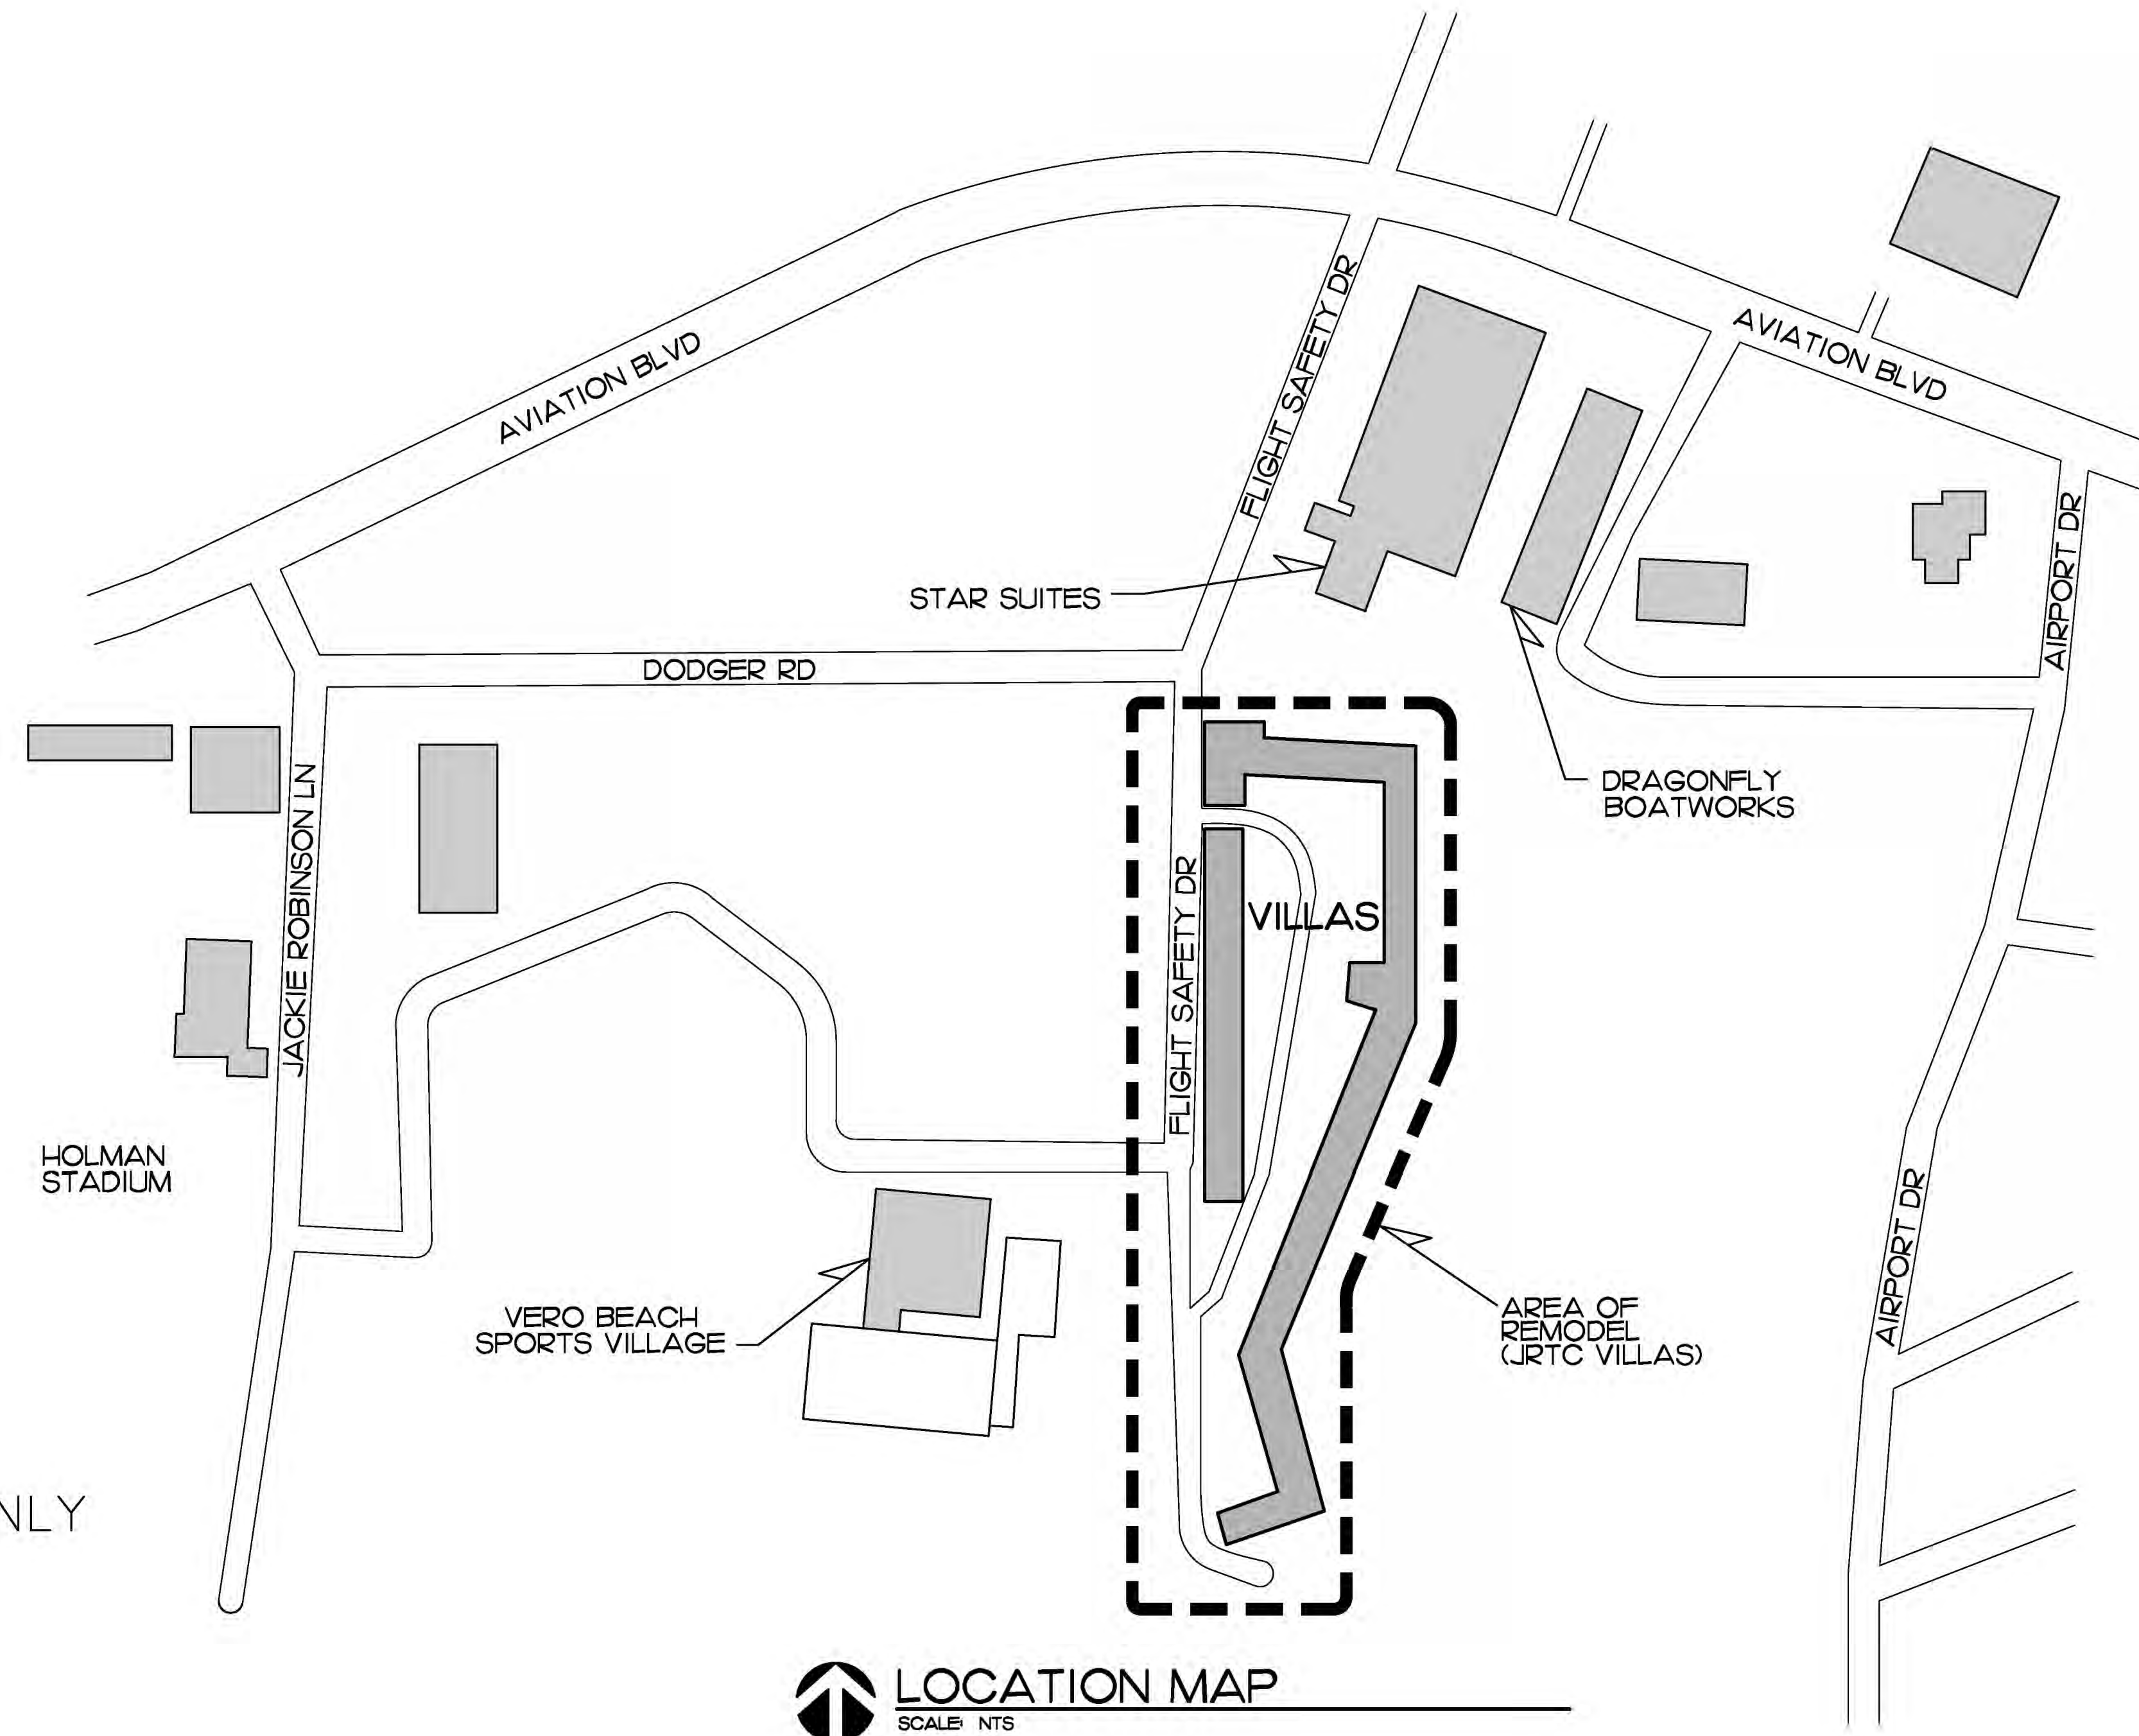 AVIATION BLVD
FLIGHT SAFETY DR
AVIATION BLVD
STAR SUITES
AIRPORT DR
DODGER RD
DRAGONFLY
BOATWORKS
JACKIE ROBINSON LN
FLIGHT SAFETY DR
VILLAS
HOLMAN
STADIUM
AIRPORT DR
VERO BEACH
SPORTS VILLAGE
AREA OF
REMODEL
(JRTC VILLAS)
NLY
LOCATION MAP
SCALE: NTS